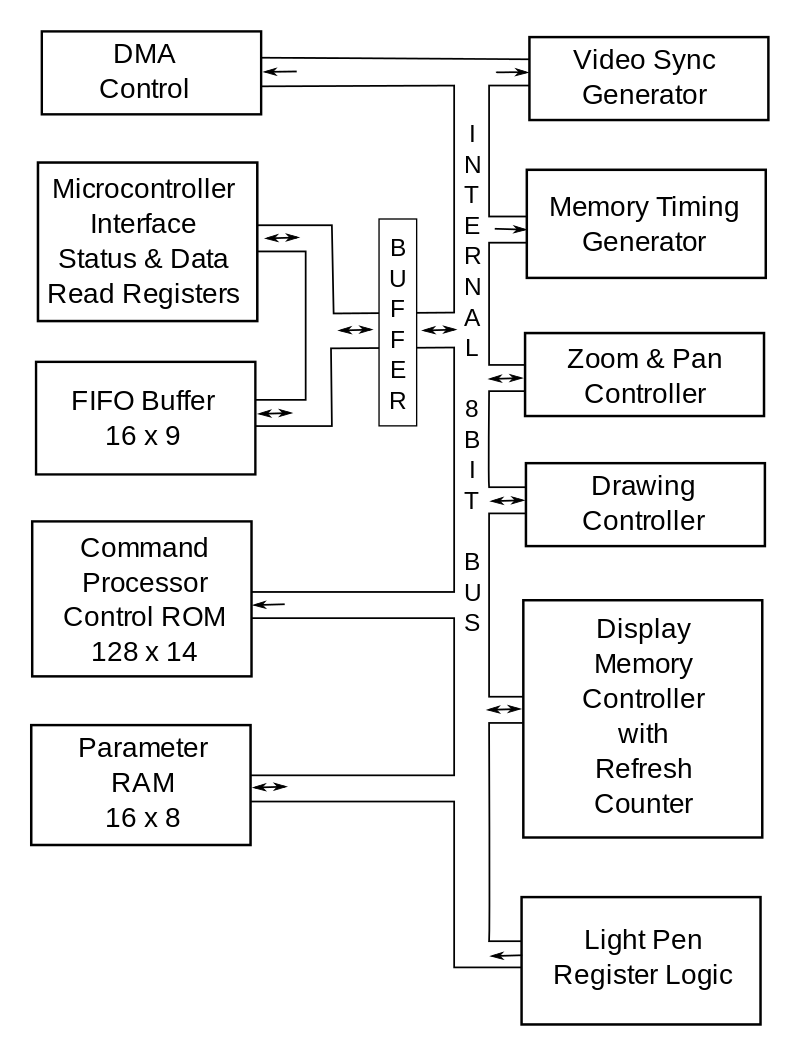 DMA
Control
Microcontroller
Interface
Status & Data
Read Registers
FIFO Buffer
16 x 9
Command
Processor
Control ROM
128 x 14
Parameter
RAM
16 x 8
BUFFER
INTERNAL 8BIT BUS
Video Sync
Generator
Memory Timing
Generator
Zoom & Pan
Controller
Drawing
Controller
Display
Memory
Controller
with
Refresh
Counter
Light Pen
Register Logic